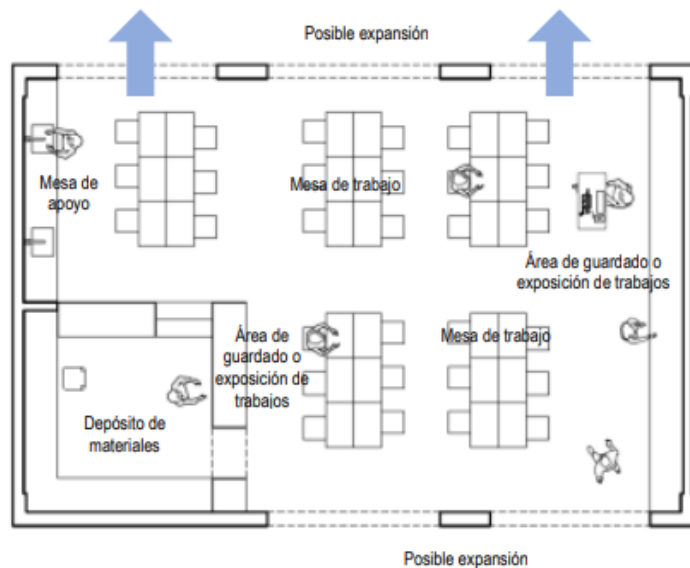 Posible expansión
Mesa de
apoyo
Mesa de trabajo
Área de guardado o
exposición de trabajos
Área de
guardado o
exposición de
trabajos
Mesa de trabajo
Depósito de
materiales
Posible expansión